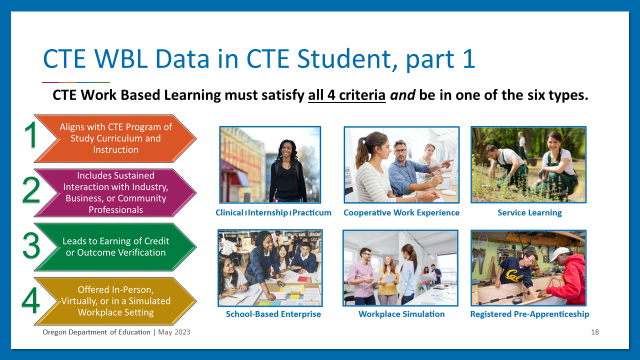 CTE WBL Data in CTE Student, part 1
CTE Work Based Learning must satisfy all 4 criteria and be in one of the six types.
1
Aligns with CTE Program of
Study Curriculum and
Instruction
2
Includes Sustained
Interaction with Industry,
Business, or Community
Professionals
3
Leads to Earning of Credit
or Outcome Verification
4
Offered In-Person,
Virtually, or in a Simulated
Workplace Setting
Clinical|Internship|Practicum
Cooperative Work Experience
Service Learning
Cal
School-Based Enterprise
Workplace Simulation
Registered Pre-Apprenticeship
Oregon Department of Education | May 2023
18